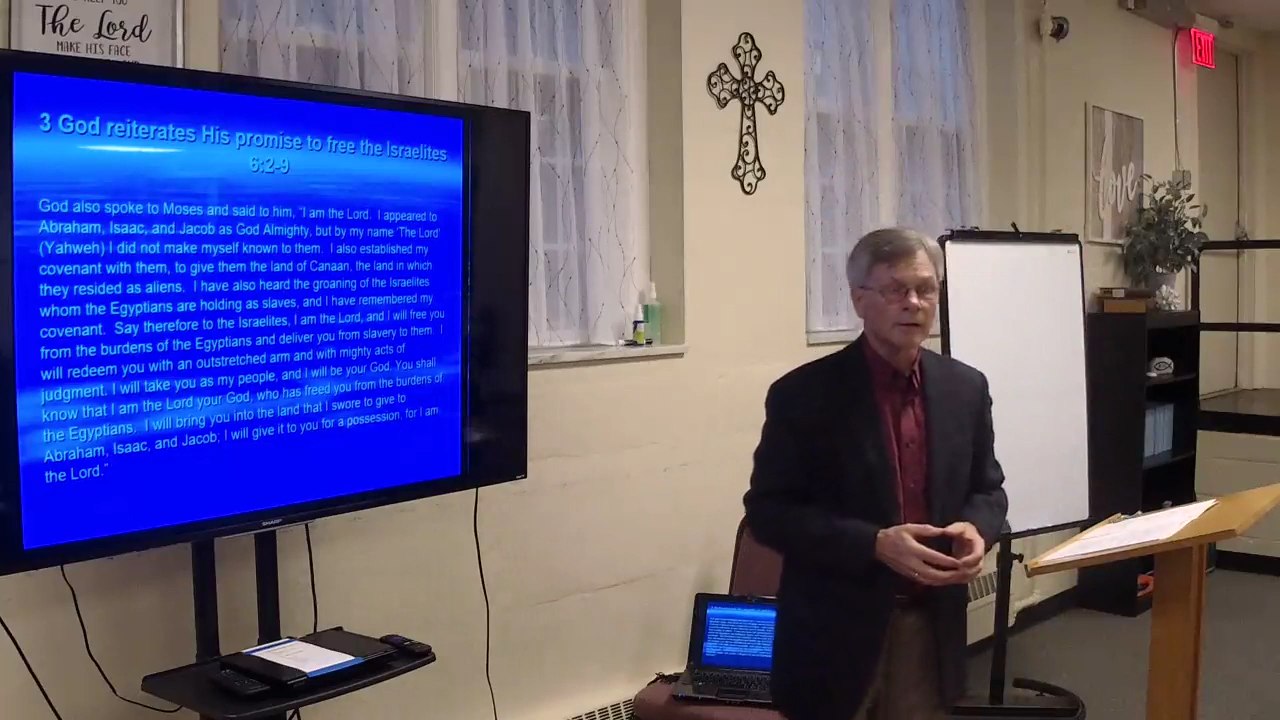 The Lord
MAKE HIS FACE
3 God reiterates His promise to free the Israelites
6:2-9
God also spoke to Moses and said to him, “I am the Lord. I appeared to
Abraham, Isaac, and Jacob as God Almighty, but by my name ‘The Lord’
(Yahweh) I did not make myself known to them. I also established my
covenant with them, to give them the land of Canaan, the land in which
they resided as aliens. I have also heard the groaning of the Israelites
whom the Egyptians are holding as slaves, and I have remembered my
covenant. Say therefore to the Israelites, I am the Lord, and I will free you
from the burdens of the Egyptians and deliver you from slavery to them. I
will redeem you with an outstretched arm and with mighty acts of
judgment. I will take you as my people, and I will be your God. You shall
know that I am the Lord your God, who has freed you from the burdens of
the Egyptians. I will bring you into the land that I swore to give to
Abraham, Isaac, and Jacob; I will give it to you for a possession, for I am
the Lord.”
SHARP
EXIT
love